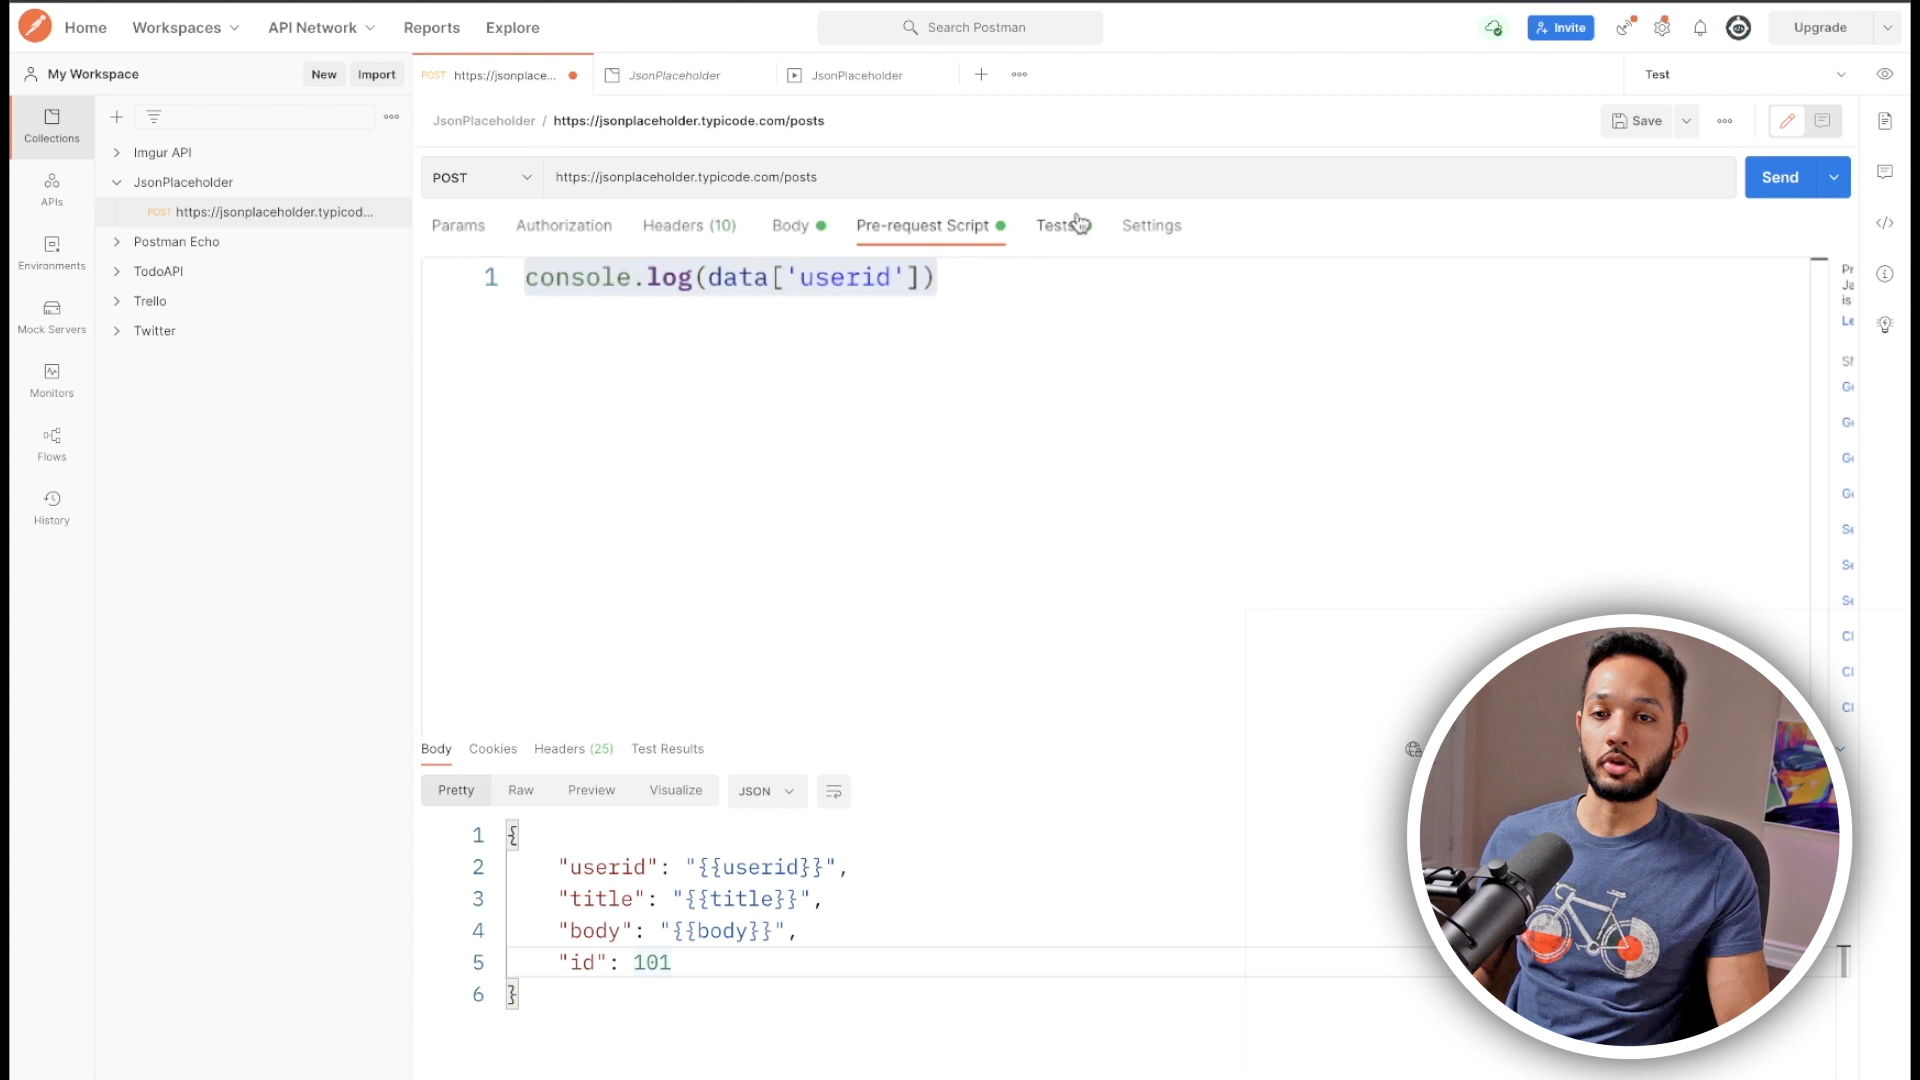 Home
Workspaces
API Network
Reports
Explore
Search Postman
Invite
Upgrade
My Workspace
New
Import
POST https://jsonplace...
JsonPlaceholder
JsonPlaceholder
Test
JsonPlaceholder / https://jsonplaceholder.typicode.com/posts
Save
Collections
APIs
Environments
Mock Servers
Monitors
Flows
History
Imgur API
JsonPlaceholder
POST https://jsonplaceholder.typicod...
Postman Echo
TodoAPI
Trello
Twitter
POST
https://jsonplaceholder.typicode.com/posts
Send
Params
Authorization
Headers (10)
Body
Pre-request Script
Tests
Settings
1 console.log(data['userid'])
Body
Cookies
Headers (25)
Test Results
Pretty
Raw
Preview
Visualize
JSON
1 {
2 "userid": "{{userid}}",
3 "title": "{{title}}",
4 "body": "{{body}}",
5 "id": 101
6 }